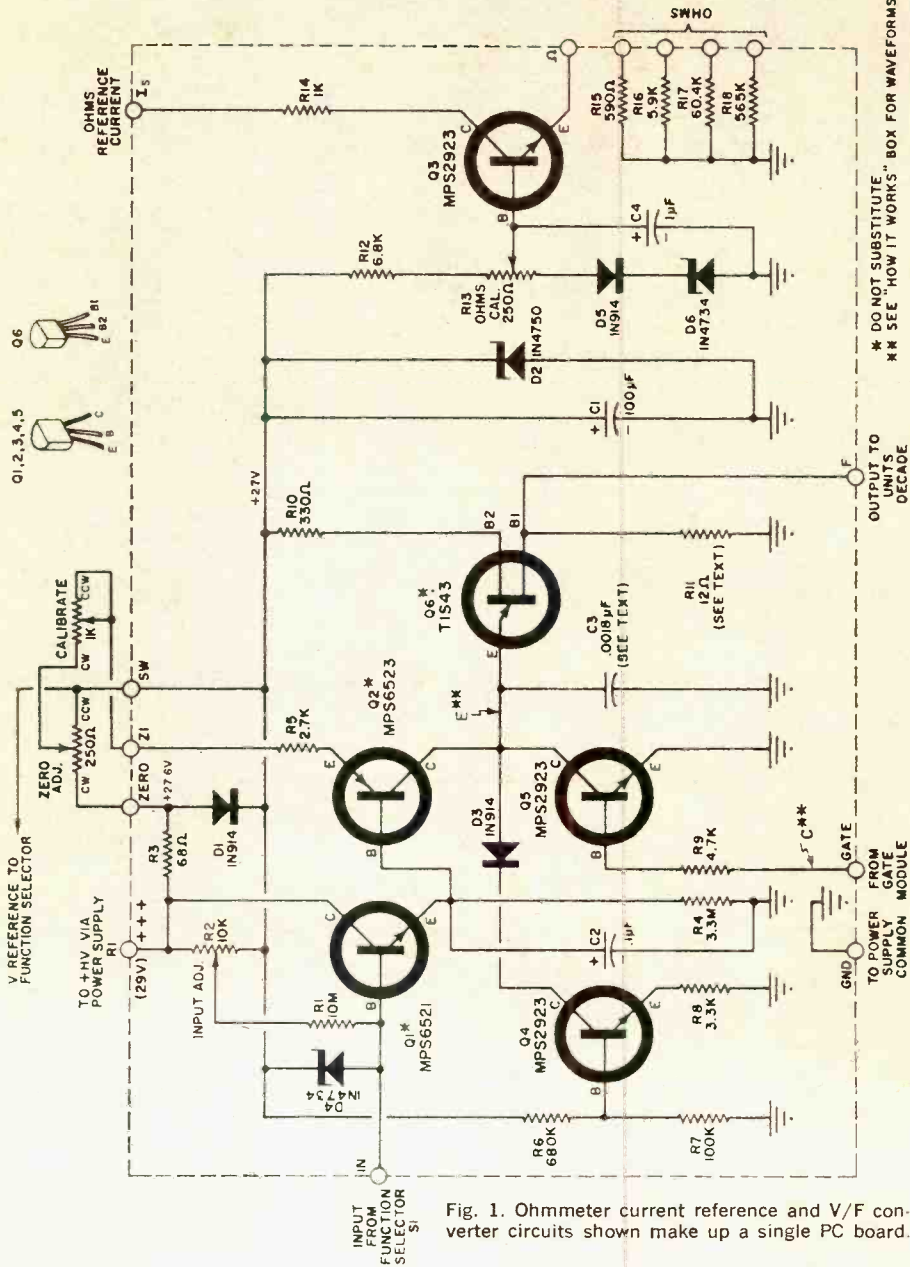 V REFERENCE TO
FUNCTION SELECTOR
ZERO
ADJ.
CW 250Ω CCW
CALIBRATE
CW 1K CCW
Q1,2,3,4,5
E B C
Q6
E B2 B1
TO +HV VIA
POWER SUPPLY
R1 +++
(29V)
ZERO
Z1
SW
+27.6V
+27V
OHMS
REFERENCE
CURRENT
IS
R3
68Ω
R2
10K
INPUT ADJ.
D1
1N914
R1
10M
R5
2.7K
R10
330Ω
R12
6.8K
R14
1K
D4
1N4734
Q1*
MPS6521
B
C
E
Q2*
MPS6523
B
E
C
Q6*
TIS43
E
B2
B1
R13
OHMS
CAL.
250Ω
Q3
MPS2923
B
C
E
Ω
INPUT
FROM
FUNCTION
SELECTOR
S1
IN
D3
1N914
E**
C1
+
-100μF
D2 1N4750
D5
1N914
D6
1N4734
+ C4
- 1μF
R15
590Ω
R16
5.9K
R17
60.4K
R18
565K
OHMS
Q4
MPS2923
B
C
E
C2
+
.1μF
Q5
MPS2923
C
B
E
C3
.0018μF
(SEE TEXT)
R11
12Ω
(SEE TEXT)
R6
680K
R7
100K
R8
3.3K
R4
3.3M
R9
4.7K
C**
GND
TO POWER
SUPPLY
COMMON
GATE
FROM
GATE
MODULE
F
OUTPUT TO
UNITS
DECADE
* DO NOT SUBSTITUTE
** SEE "HOW IT WORKS" BOX FOR WAVEFORMS
Fig. 1. Ohmmeter current reference and V/F con-
verter circuits shown make up a single PC board.